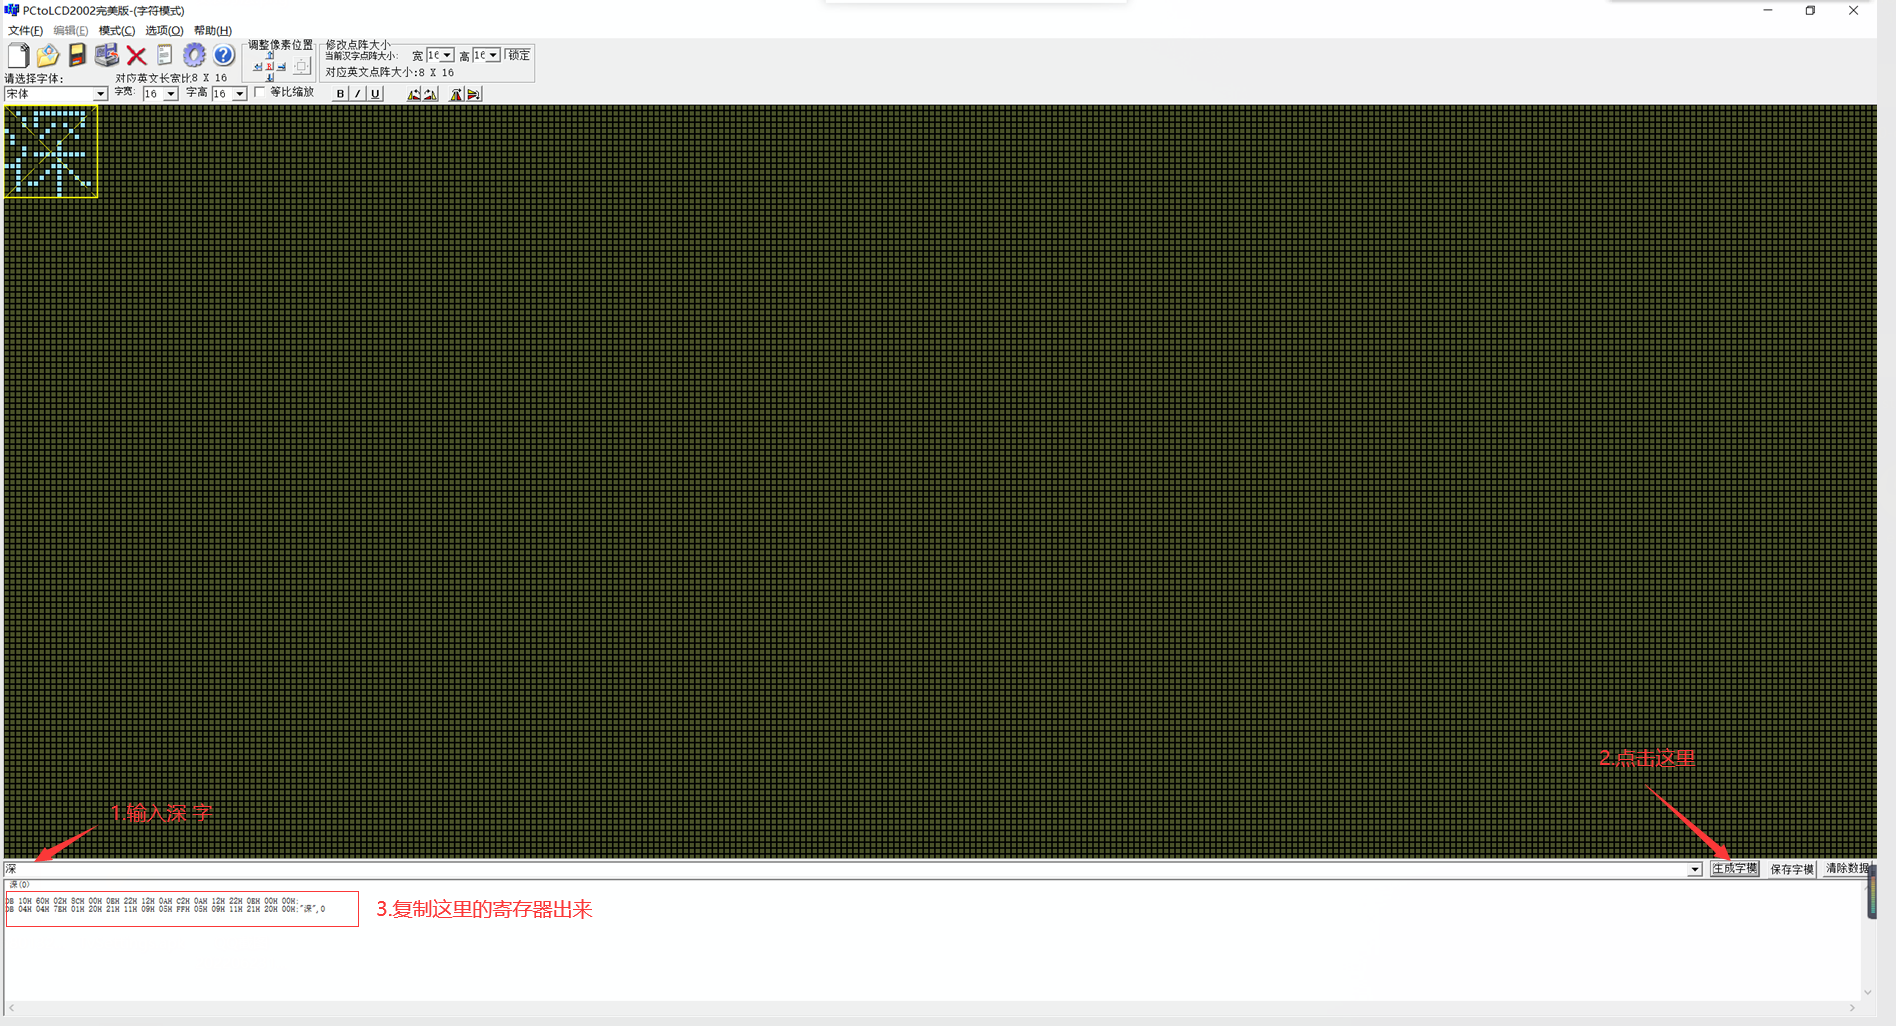 PCtoLCD2002完美版-(字符模式)
文件(F) 编辑(E) 模式(C) 选项(O) 帮助(H)
调整像素位置 修改点阵大小
当前汉字点阵大小: 宽 16 高 16 锁定
对应英文点阵大小:8 X 16
请选择字体: 对应英文长宽比8 X 16
宋体 字宽: 16 字高 16 等比缩放 B I U
2.点击这里
1.输入深 字
深 生成字模 保存字模 清除数据
深(0)
DB 10H 60H 02H 8CH 00H 0EH 22H 12H 0AH C2H 0AH 12H 22H 0EH 00H 00H;
DB 04H 04H 7EH 01H 20H 21H 11H 09H 05H FFH 05H 09H 11H 21H 20H 00H;"深",0
3.复制这里的寄存器出来